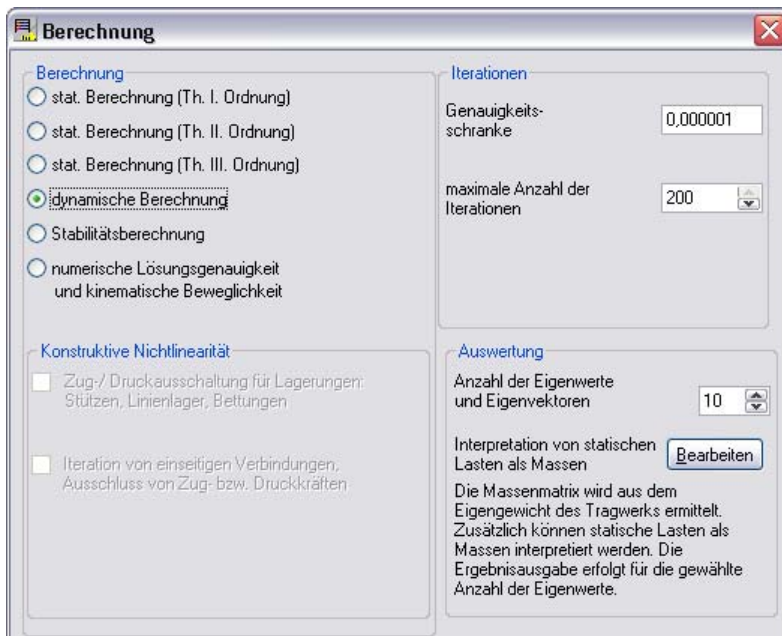 Berechnung
Berechnung
stat. Berechnung (Th. I. Ordnung)
stat. Berechnung (Th. II. Ordnung)
stat. Berechnung (Th. III. Ordnung)
dynamische Berechnung
Stabilitätsberechnung
numerische Lösungsgenauigkeit
und kinematische Beweglichkeit
Iterationen
Genauigkeits-
schranke
0,000001
maximale Anzahl der
Iterationen
200
Konstruktive Nichtlinearität
Zug-/ Druckausschaltung für Lagerungen:
Stützen, Linienlager, Bettungen
Iteration von einseitigen Verbindungen,
Ausschluss von Zug- bzw. Druckkräften
Auswertung
Anzahl der Eigenwerte
und Eigenvektoren
10
Interpretation von statischen
Lasten als Massen
Bearbeiten
Die Massenmatrix wird aus dem
Eigengewicht des Tragwerks ermittelt.
Zusätzlich können statische Lasten als
Massen interpretiert werden. Die
Ergebnisausgabe erfolgt für die gewählte
Anzahl der Eigenwerte.